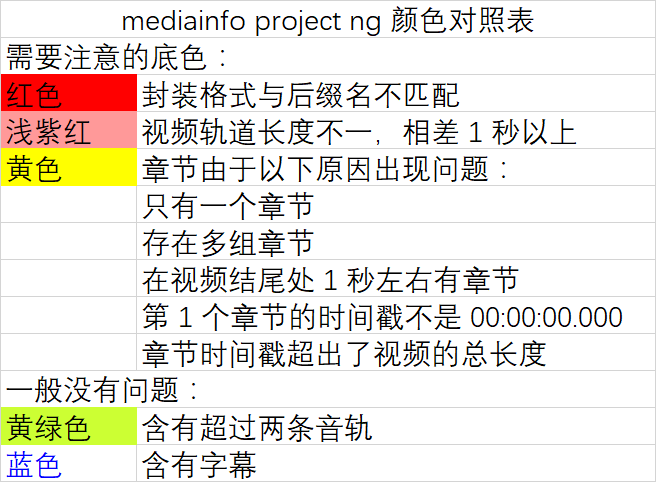 mediainfo project ng 颜色对照表
需要注意的底色：
红色 封装格式与后缀名不匹配
浅紫红 视频轨道长度不一，相差 1 秒以上
黄色 章节由于以下原因出现问题：
只有一个章节
存在多组章节
在视频结尾处 1 秒左右有章节
第 1 个章节的时间戳不是 00:00:00.000
章节时间戳超出了视频的总长度
一般没有问题：
黄绿色 含有超过两条音轨
蓝色 含有字幕